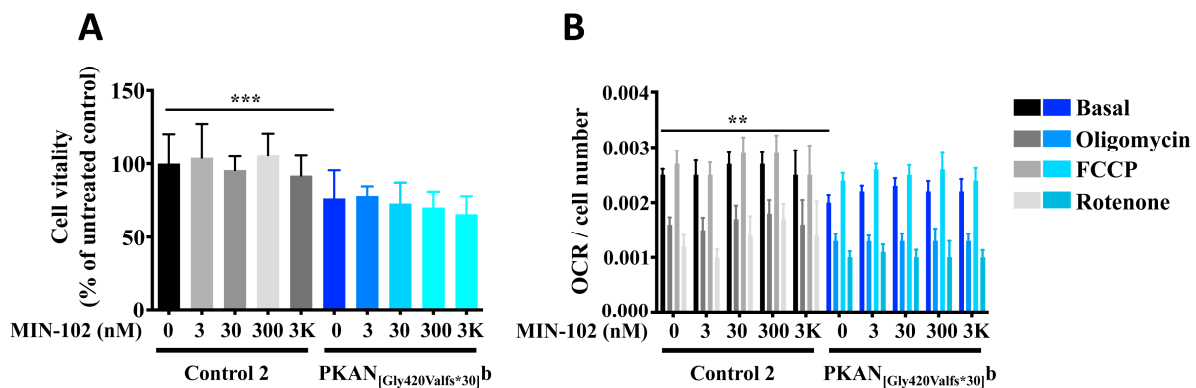 A
Cell vitality
(% of untreated control)
150
100
50
0
***
MIN-102 (nM) 0 3 30 300 3K 0 3 30 300 3K
Control 2 PKAN[Gly420Valfs*30]b
B
OCR / cell number
0.004
0.003
0.002
0.001
0.000
**
MIN-102 (nM) 0 3 30 300 3K 0 3 30 300 3K
Control 2 PKAN[Gly420Valfs*30]b
Basal
Oligomycin
FCCP
Rotenone